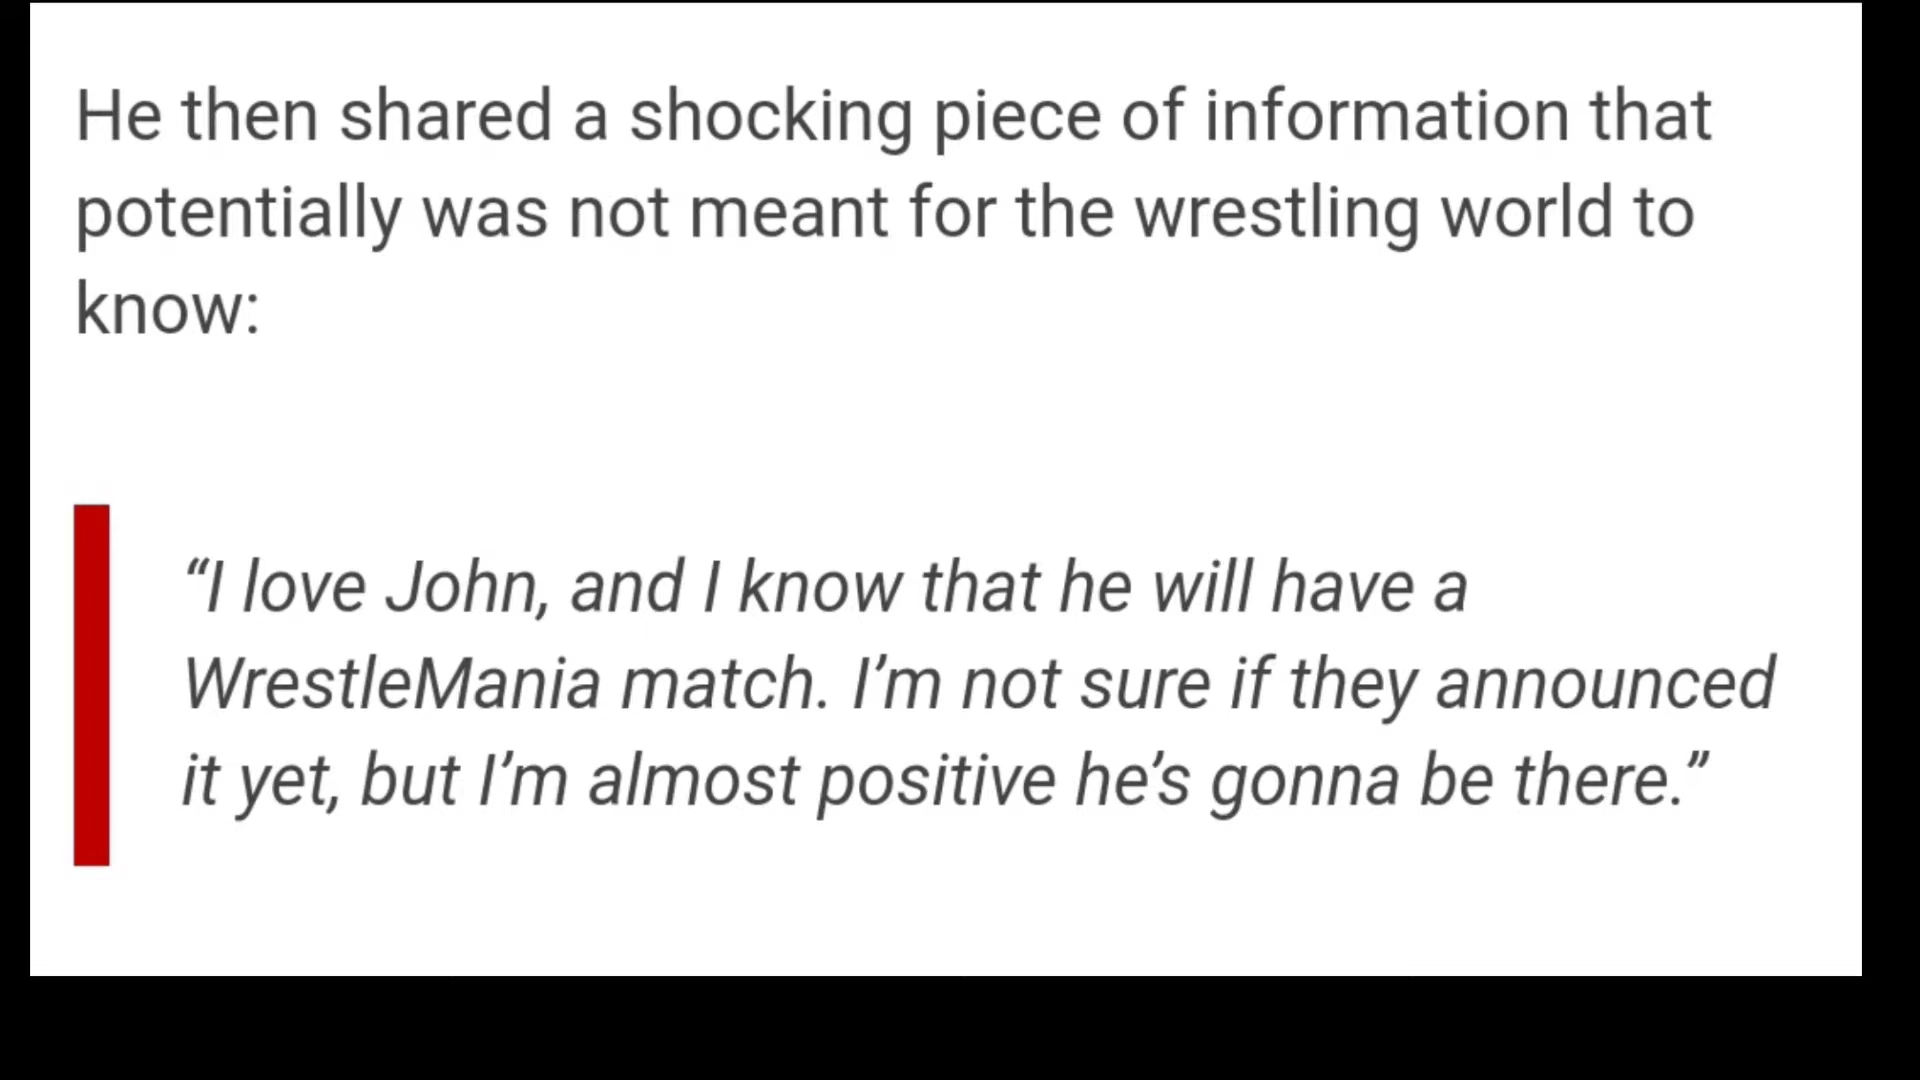 He then shared a shocking piece of information that
potentially was not meant for the wrestling world to
know:
“I love John, and I know that he will have a
WrestleMania match. I’m not sure if they announced
it yet, but I’m almost positive he’s gonna be there.”